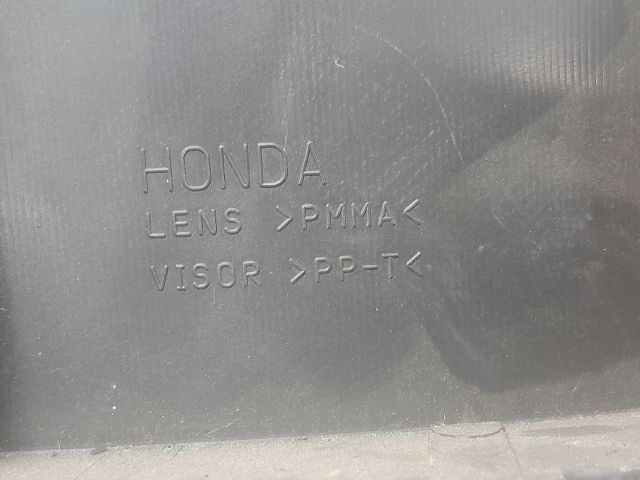 HONDA
LENS >PMMA<
VISOR >PP-T<